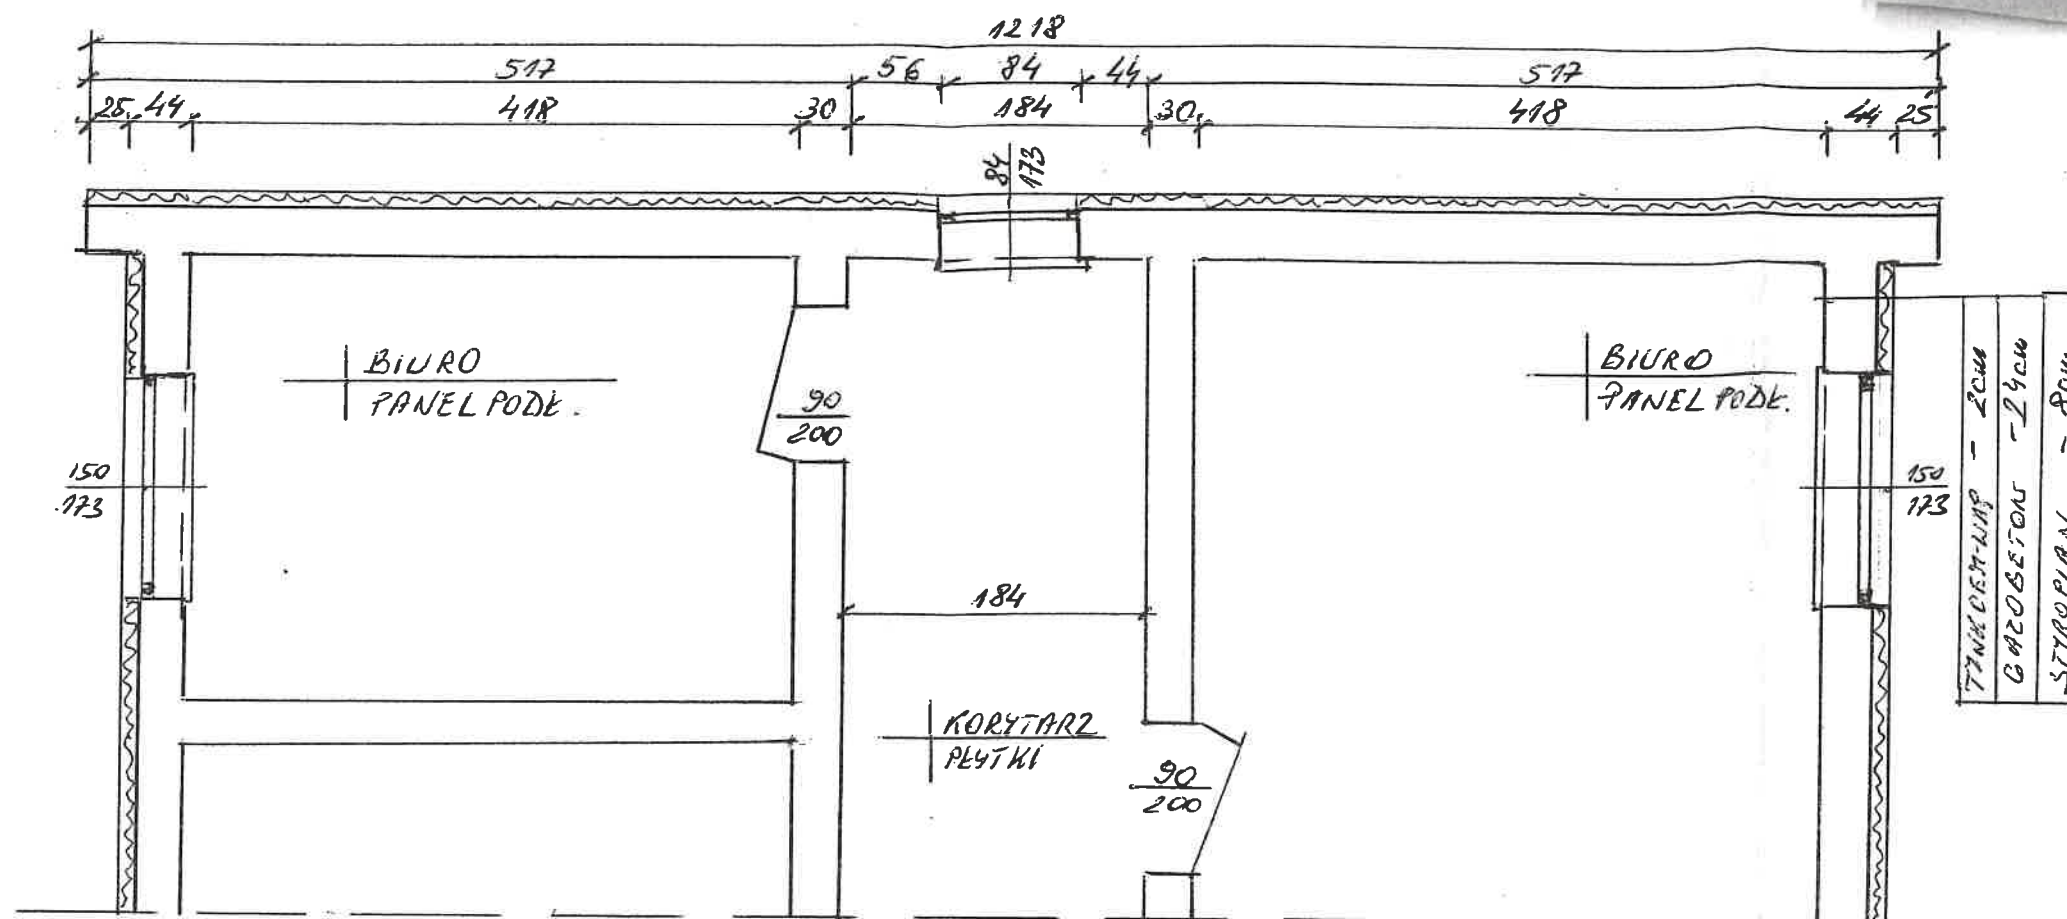 1218
517 56 84 44 517
25 44 418 30 184 30 418 44 25
84
173
BIURO
PANEL PODŁ.
90
200
BIURO
PANEL PODŁ.
150
173
150
173
184
KORYTARZ
PŁYTKI
90
200
TYNK CEM-WAP - 2cm
GAZOBETON - 24cm
STYROPIAN - 8cm